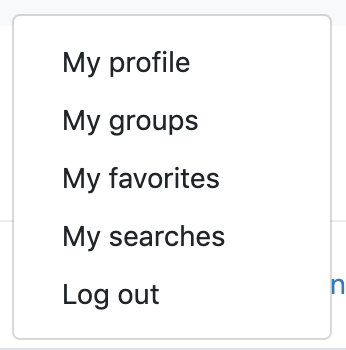 My profile
My groups
My favorites
My searches
Log out
n